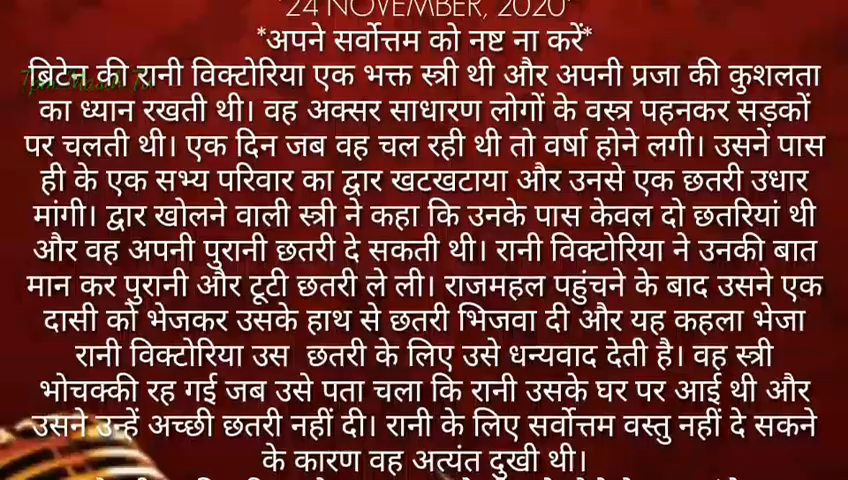 24 NOVEMBER, 2020
*अपने सर्वोत्तम को नष्ट ना करें*
ब्रिटेन की रानी विक्टोरिया एक भक्त स्त्री थी और अपनी प्रजा की कुशलता
का ध्यान रखती थी। वह अक्सर साधारण लोगों के वस्त्र पहनकर सड़कों
पर चलती थी। एक दिन जब वह चल रही थी तो वर्षा होने लगी। उसने पास
ही के एक सभ्य परिवार का द्वार खटखटाया और उनसे एक छतरी उधार
मांगी। द्वार खोलने वाली स्त्री ने कहा कि उनके पास केवल दो छतरियां थी
और वह अपनी पुरानी छतरी दे सकती थी। रानी विक्टोरिया ने उनकी बात
मान कर पुरानी और टूटी छतरी ले ली। राजमहल पहुंचने के बाद उसने एक
दासी को भेजकर उसके हाथ से छतरी भिजवा दी और यह कहला भेजा
रानी विक्टोरिया उस छतरी के लिए उसे धन्यवाद देती है। वह स्त्री
भोचक्की रह गई जब उसे पता चला कि रानी उसके घर पर आई थी और
उसने उन्हें अच्छी छतरी नहीं दी। रानी के लिए सर्वोत्तम वस्तु नहीं दे सकने
के कारण वह अत्यंत दुखी थी।